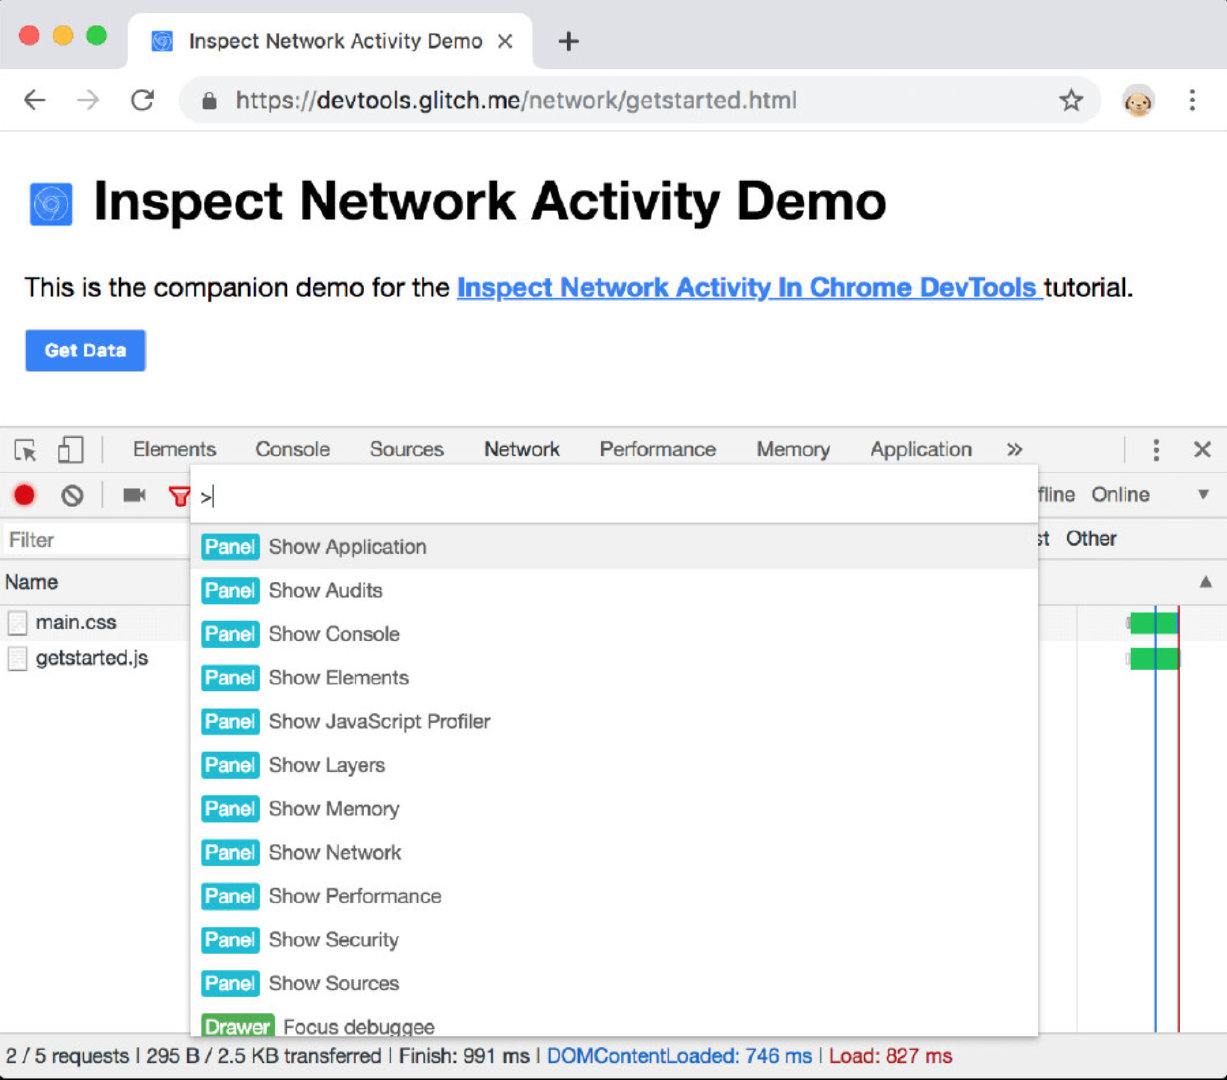 Inspect Network Activity Demo
https://devtools.glitch.me/network/getstarted.html
Inspect Network Activity Demo
This is the companion demo for the Inspect Network Activity In Chrome DevTools tutorial.
Get Data
Elements Console Sources Network Performance Memory Application »
>
fline Online
Filter
st Other
Name
main.css
getstarted.js
Panel Show Application
Panel Show Audits
Panel Show Console
Panel Show Elements
Panel Show JavaScript Profiler
Panel Show Layers
Panel Show Memory
Panel Show Network
Panel Show Performance
Panel Show Security
Panel Show Sources
Drawer Focus debuggee
2 / 5 requests | 295 B / 2.5 KB transferred | Finish: 991 ms | DOMContentLoaded: 746 ms | Load: 827 ms